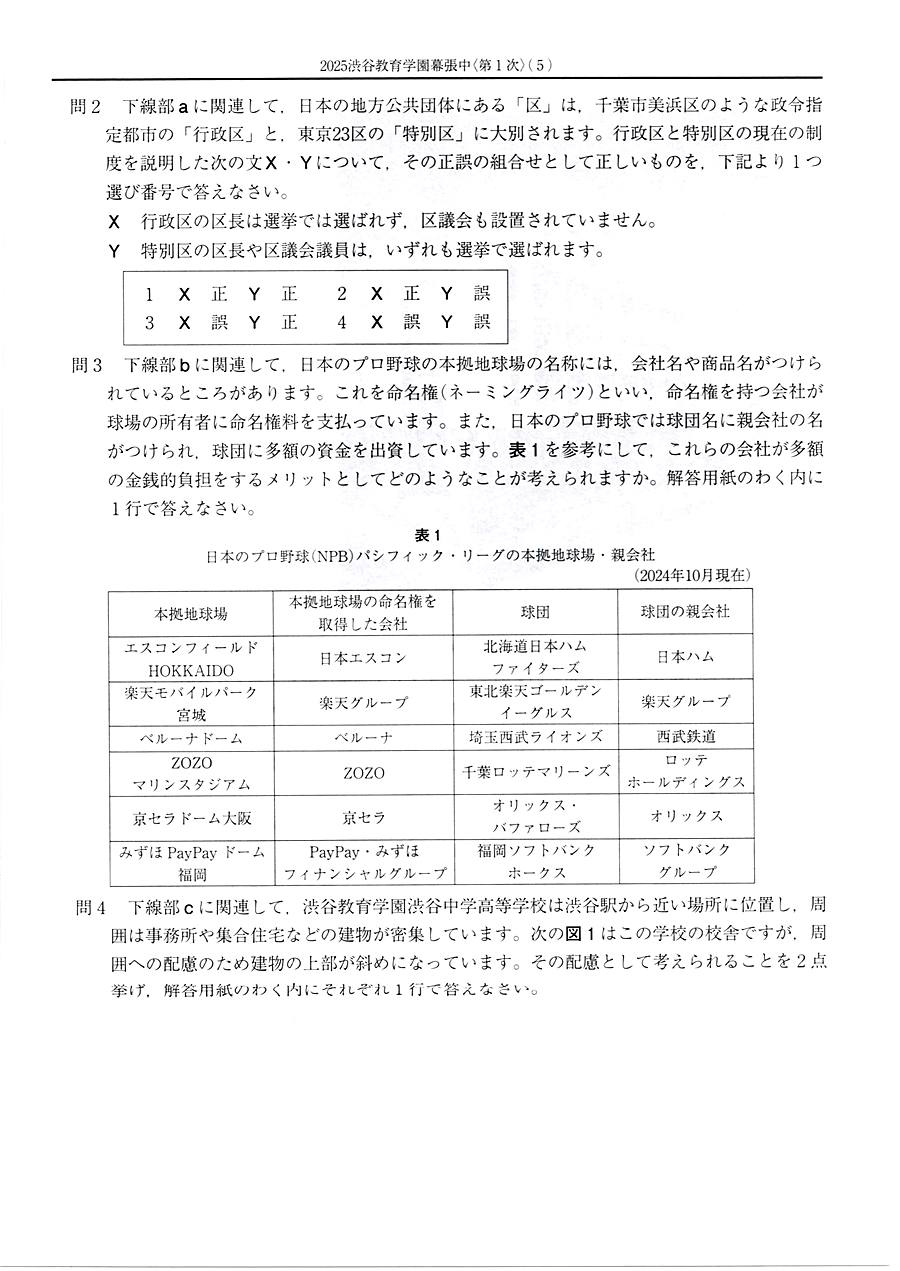 2025渋谷教育学園幕張中〈第1次〉(5)
問2 下線部aに関連して，日本の地方公共団体にある「区」は，千葉市美浜区のような政令指
定都市の「行政区」と，東京23区の「特別区」に大別されます。行政区と特別区の現在の制
度を説明した次の文X・Yについて，その正誤の組合せとして正しいものを，下記より1つ
選び番号で答えなさい。
X 行政区の区長は選挙では選ばれず，区議会も設置されていません。
Y 特別区の区長や区議会議員は，いずれも選挙で選ばれます。
1 X 正 Y 正 2 X 正 Y 誤
3 X 誤 Y 正 4 X 誤 Y 誤
問3 下線部bに関連して，日本のプロ野球の本拠地球場の名称には，会社名や商品名がつけら
れているところがあります。これを命名権(ネーミングライツ)といい，命名権を持つ会社が
球場の所有者に命名権料を支払っています。また，日本のプロ野球では球団名に親会社の名
がつけられ，球団に多額の資金を出資しています。表1を参考にして，これらの会社が多額
の金銭的負担をするメリットとしてどのようなことが考えられますか。解答用紙のわく内に
1行で答えなさい。
表1
日本のプロ野球(NPB)パシフィック・リーグの本拠地球場・親会社
(2024年10月現在)
本拠地球場 本拠地球場の命名権を 球団 球団の親会社
取得した会社
エスコンフィールド 日本エスコン 北海道日本ハム 日本ハム
HOKKAIDO ファイターズ
楽天モバイルパーク 楽天グループ 東北楽天ゴールデン 楽天グループ
宮城 イーグルス
ベルーナドーム ベルーナ 埼玉西武ライオンズ 西武鉄道
ZOZO ZOZO 千葉ロッテマリーンズ ロッテ
マリンスタジアム ホールディングス
京セラドーム大阪 京セラ オリックス・ オリックス
バファローズ
みずほPayPayドーム PayPay・みずほ 福岡ソフトバンク ソフトバンク
福岡 フィナンシャルグループ ホークス グループ
問4 下線部cに関連して，渋谷教育学園渋谷中学高等学校は渋谷駅から近い場所に位置し，周
囲は事務所や集合住宅などの建物が密集しています。次の図1はこの学校の校舎ですが，周
囲への配慮のため建物の上部が斜めになっています。その配慮として考えられることを2点
挙げ，解答用紙のわく内にそれぞれ1行で答えなさい。